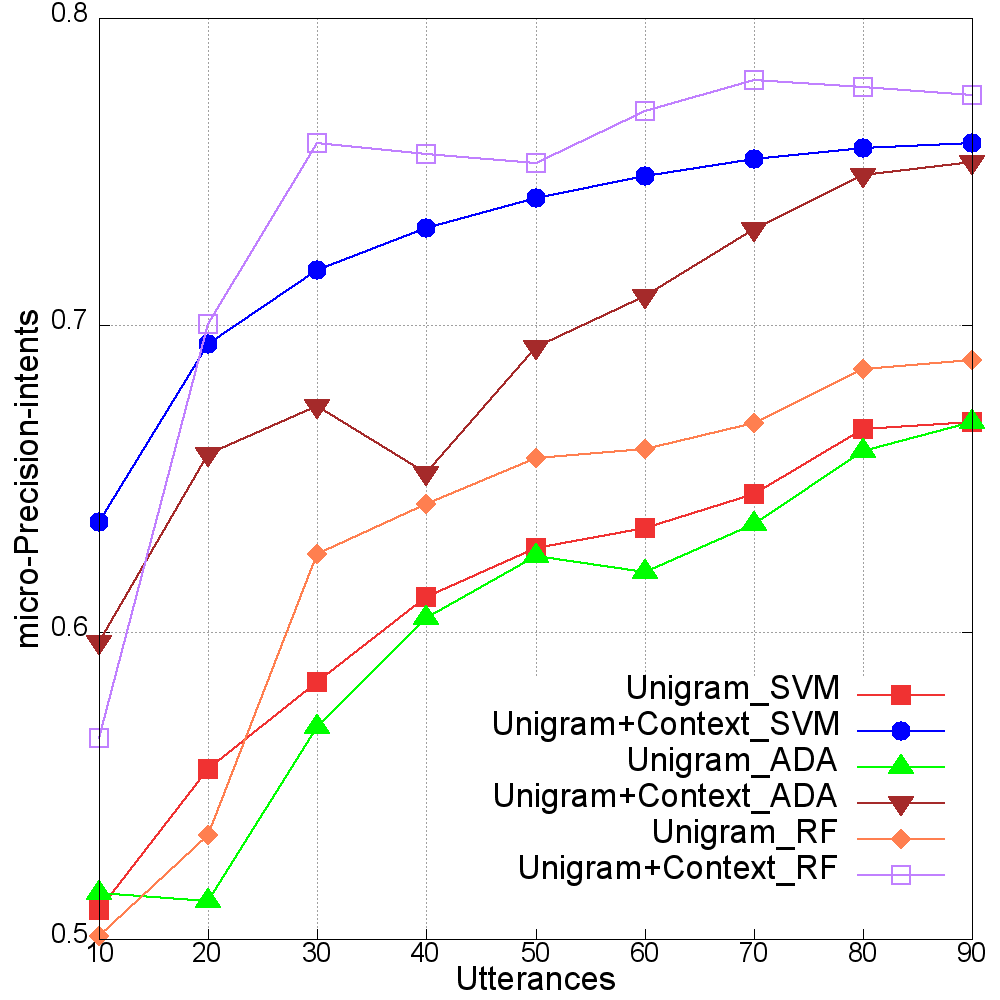 0.8
0.7
0.6
0.5
micro-Precision-intents
Unigram_SVM
Unigram+Context_SVM
Unigram_ADA
Unigram+Context_ADA
Unigram_RF
Unigram+Context_RF
10 20 30 40 50 60 70 80 90
Utterances